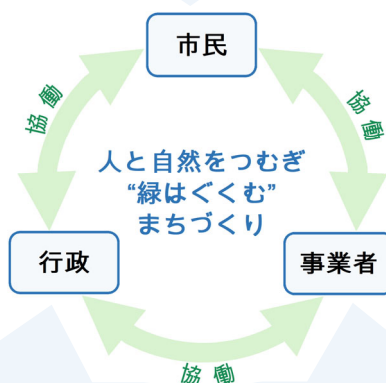 市民
協働
協働
人と自然をつむぎ
“緑はぐくむ”
まちづくり
行政
事業者
協働